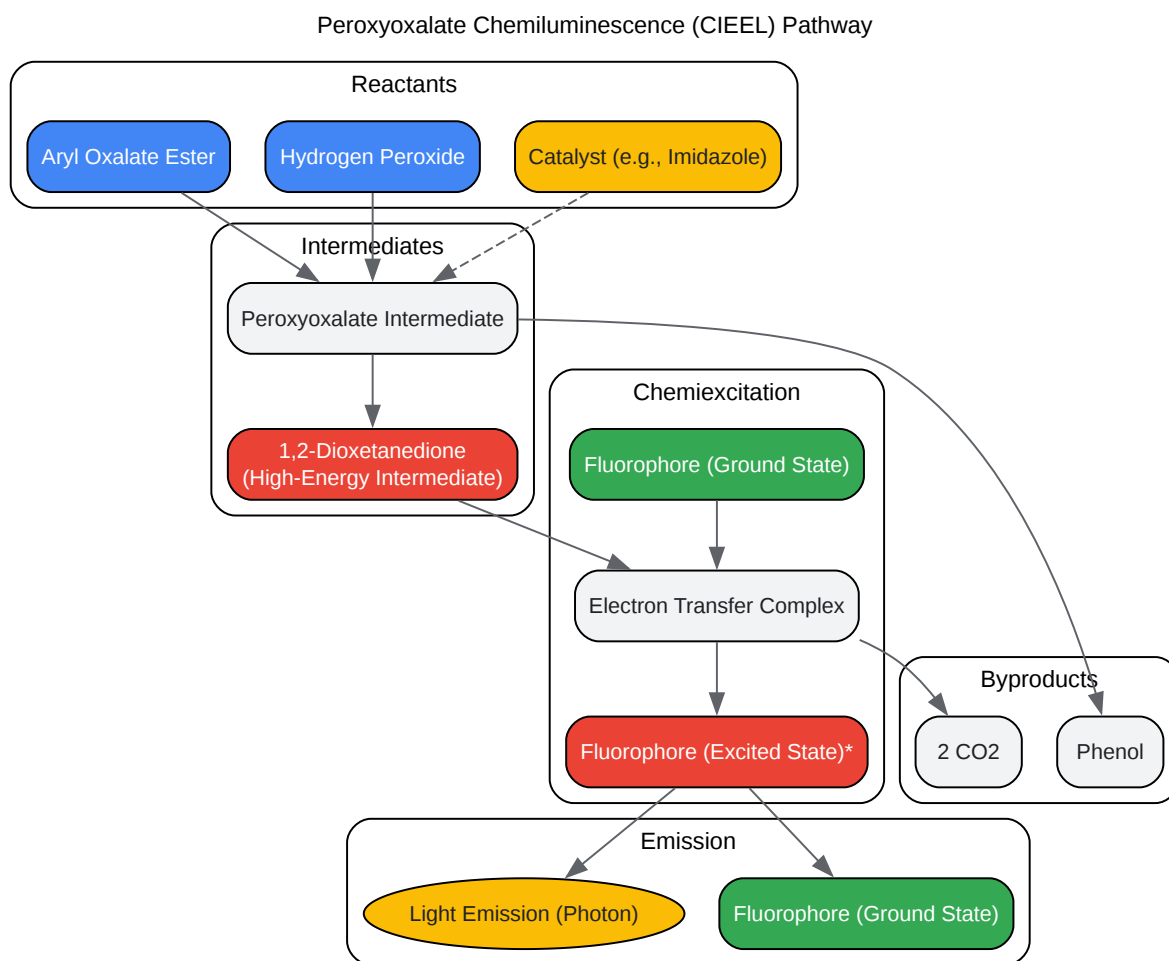 Peroxyoxalate Chemiluminescence (CIEEL) Pathway
Reactants
Aryl Oxalate Ester
Hydrogen Peroxide
Catalyst (e.g., Imidazole)
Intermediates
Peroxyoxalate Intermediate
1,2-Dioxetanedione
(High-Energy Intermediate)
Chemiexcitation
Fluorophore (Ground State)
Electron Transfer Complex
Fluorophore (Excited State)*
Byproducts
2 CO2
Phenol
Emission
Light Emission (Photon)
Fluorophore (Ground State)